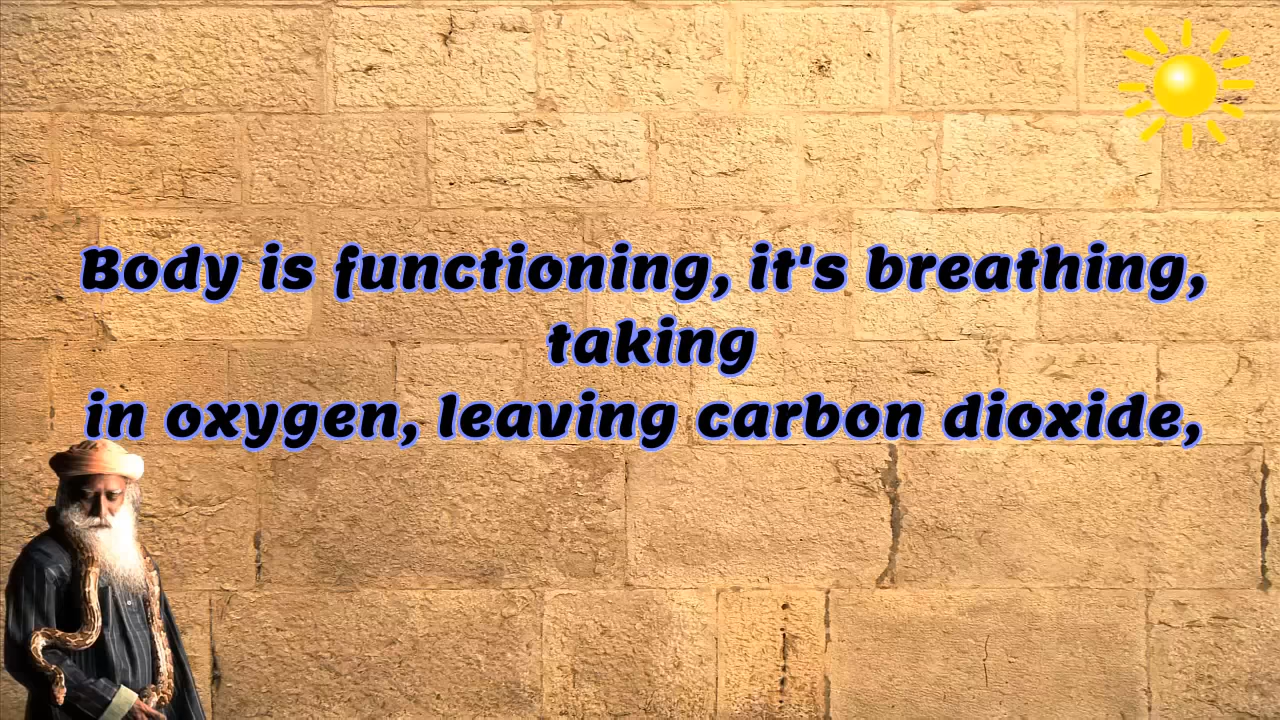 Body is functioning, it's breathing,
taking
in oxygen, leaving carbon dioxide,